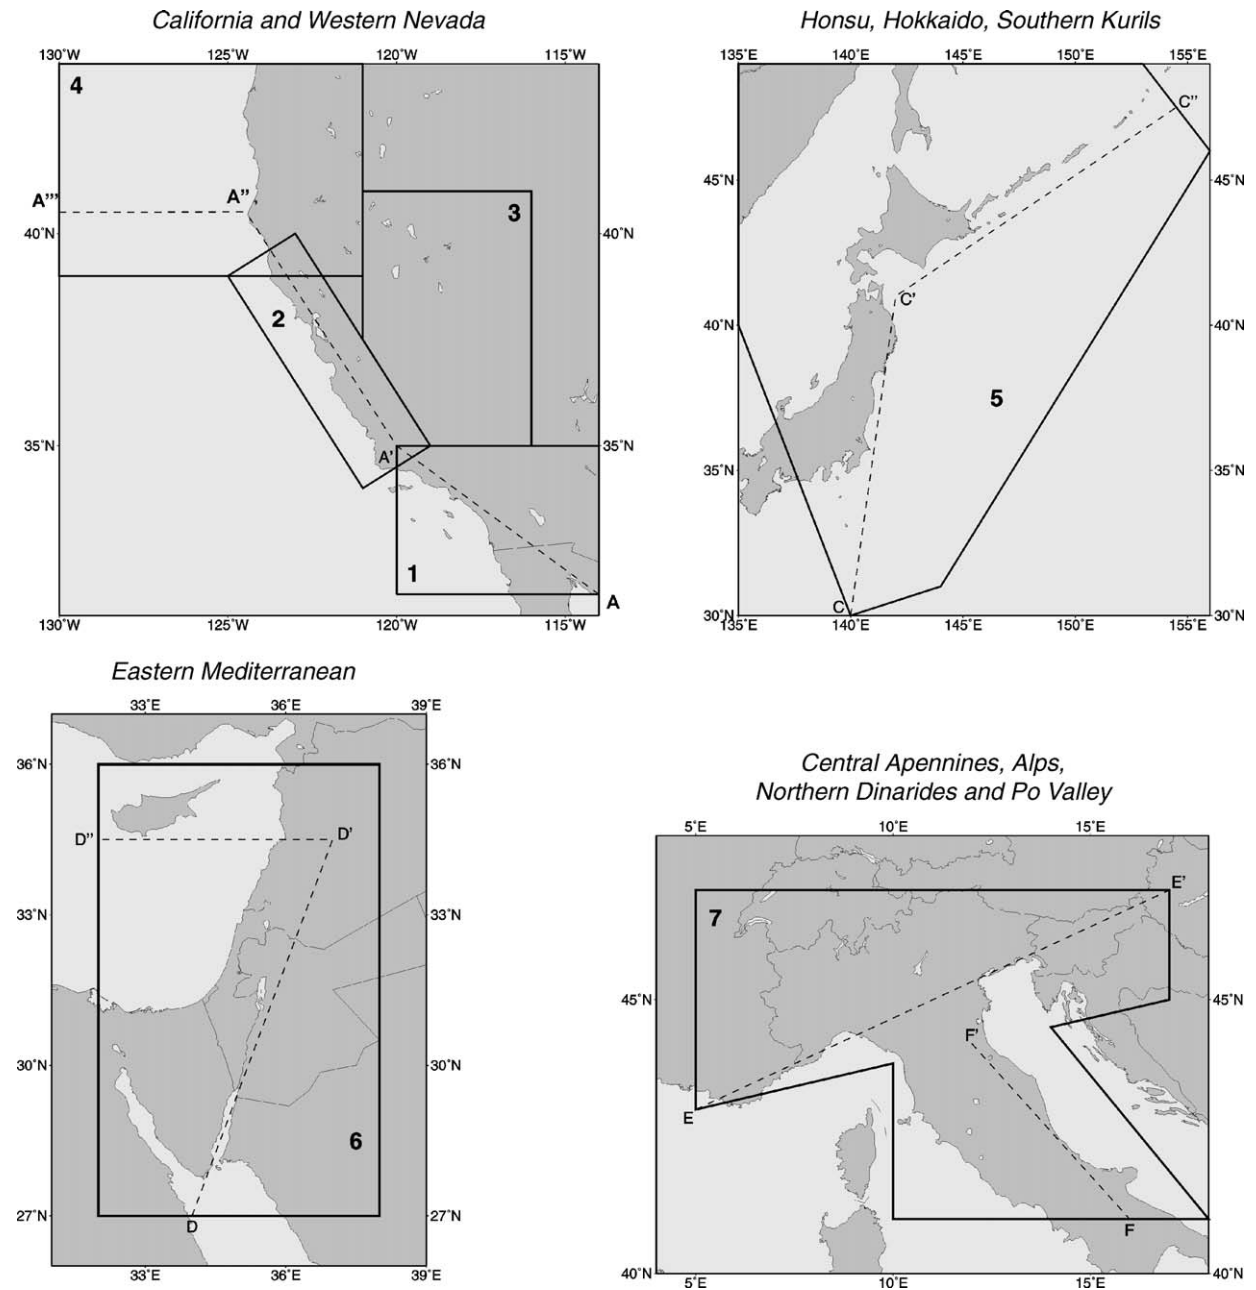 California and Western Nevada
130˚W 125˚W 120˚W 115˚W
4
A''' A''
3
40˚N 40˚N
2
35˚N A' 35˚N
1
A
130˚W 125˚W 120˚W 115˚W
Honsu, Hokkaido, Southern Kurils
135˚E 140˚E 145˚E 150˚E 155˚E
C''
45˚N 45˚N
C'
40˚N 40˚N
5
35˚N 35˚N
C
30˚N 30˚N
135˚E 140˚E 145˚E 150˚E 155˚E
Eastern Mediterranean
33˚E 36˚E 39˚E
36˚N 36˚N
D'' D'
33˚N 33˚N
30˚N 30˚N
6
27˚N 27˚N
D
33˚E 36˚E 39˚E
Central Apennines, Alps,
Northern Dinarides and Po Valley
5˚E 10˚E 15˚E
E'
7
45˚N 45˚N
F'
E
F
40˚N 40˚N
5˚E 10˚E 15˚E